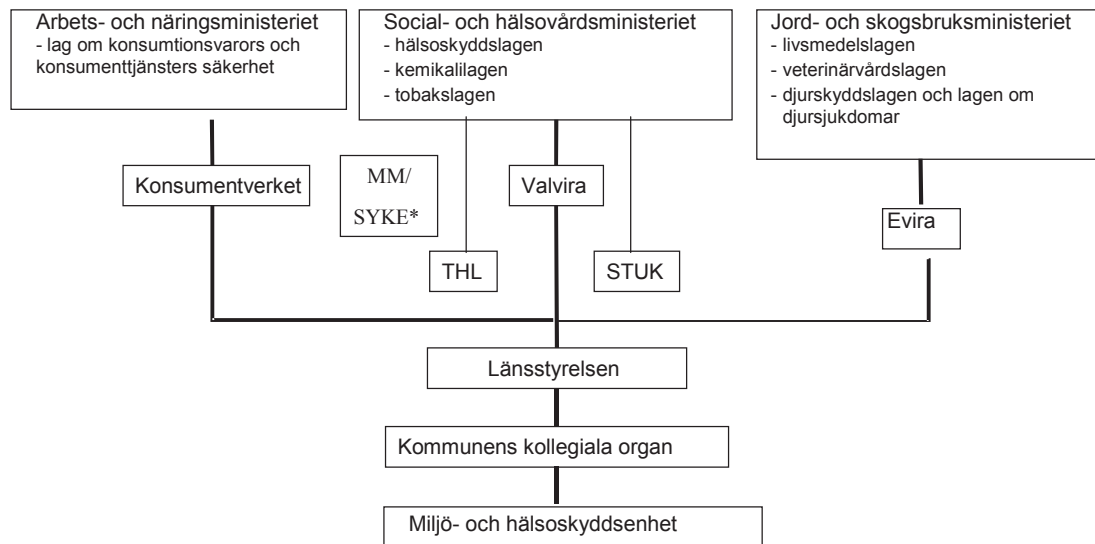 Arbets- och näringsministeriet
- lag om konsumtionsvarors och
konsumenttjänsters säkerhet
Social- och hälsovårdsministeriet
- hälsoskyddslagen
- kemikalilagen
- tobakslagen
Jord- och skogsbruksministeriet
- livsmedelslagen
- veterinärvårdslagen
- djurskyddslagen och lagen om
djursjukdomar
Konsumentverket
MM/
SYKE*
Valvira
Evira
THL
STUK
Länsstyrelsen
Kommunens kollegiala organ
Miljö- och hälsoskyddsenhet